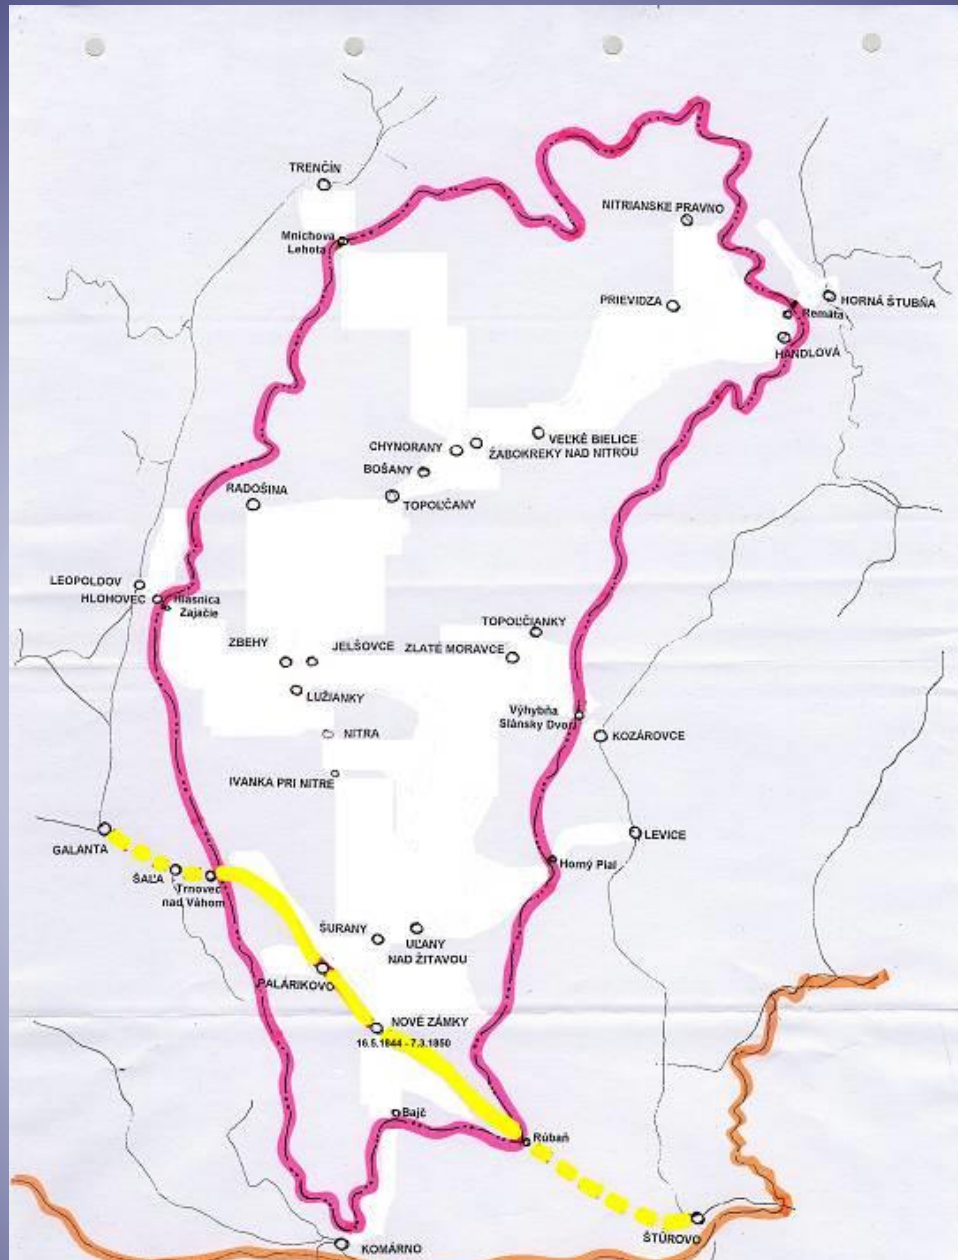 TRENČÍN
NITRIANSKE PRAVNO
Mnichova
Lehota
PRIEVIDZA
HORNÁ ŠTUBŇA
Remata
HANDLOVÁ
CHYNORANY
VEĽKÉ BIELICE
ŽABOKREKY NAD NITROU
BOŠANY
RADOŠINA
TOPOĽČANY
LEOPOLDOV
HLOHOVEC
Hlasnica
Zajačie
TOPOĽČIANKY
ZBEHY
JELŠOVCE
ZLATÉ MORAVCE
LUŽIANKY
Výhybňa
Slánsky Dvor
NITRA
KOZÁROVCE
IVANKA PRI NITRE
LEVICE
GALANTA
Horný Pial
ŠAĽA
Trnovec
nad Váhom
ŠURANY
UĽANY
NAD ŽITAVOU
PALÁRIKOVO
NOVÉ ZÁMKY
16.5.1844 - 7.3.1850
Bajč
Rúbaň
ŠTÚROVO
KOMÁRNO